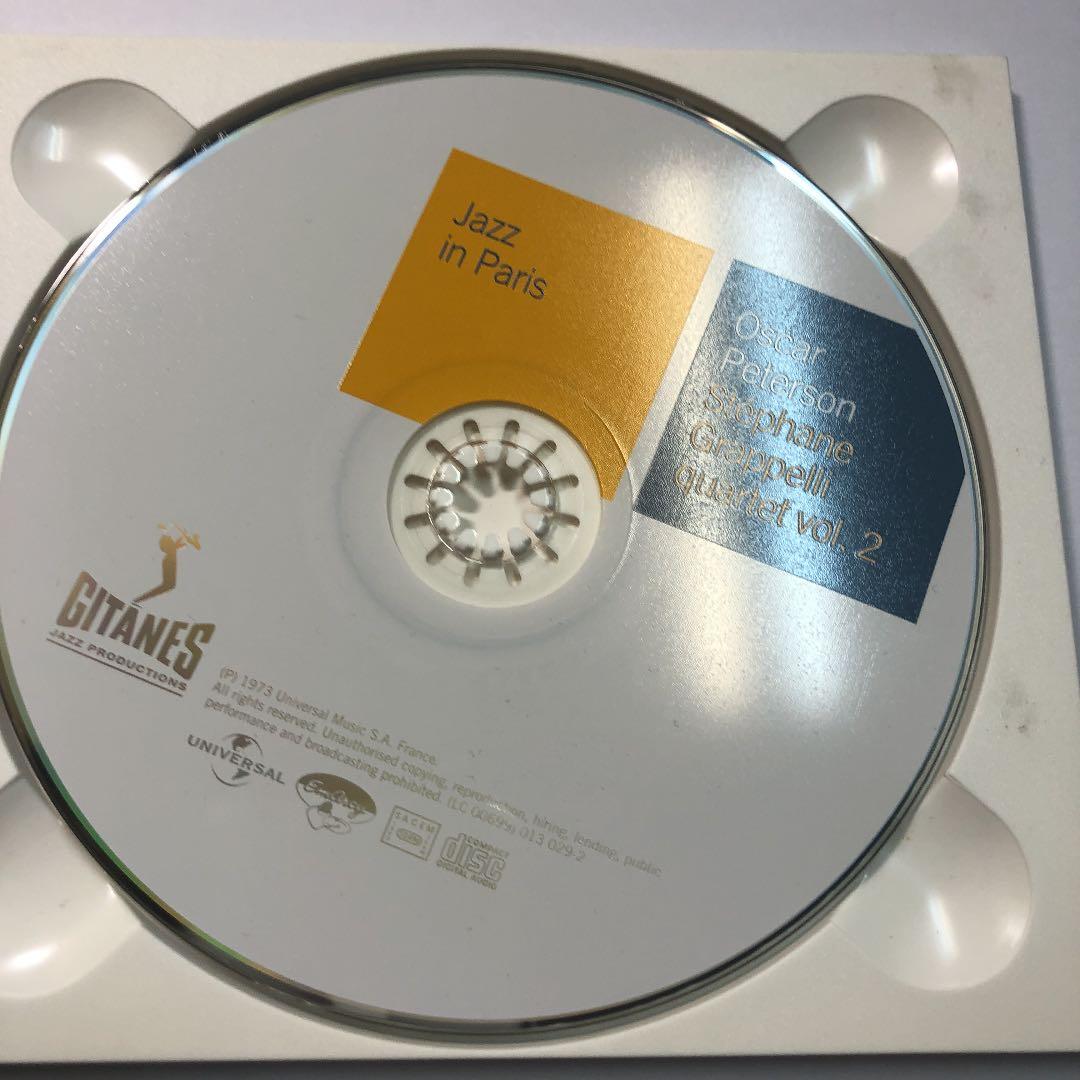 Jazz
in Paris
Oscar
Peterson
Stéphane
Grappelli
quartet vol. 2
GITANES
JAZZ PRODUCTIONS
(P) 1973 Universal Music S.A. France.
All rights reserved. Unauthorised copying, reproduction, hiring, lending, public
performance and broadcasting prohibited. (LC 00699) 013 029-2
UNIVERSAL
EmArcy
SACEM
COMPACT
disc
DIGITAL AUDIO